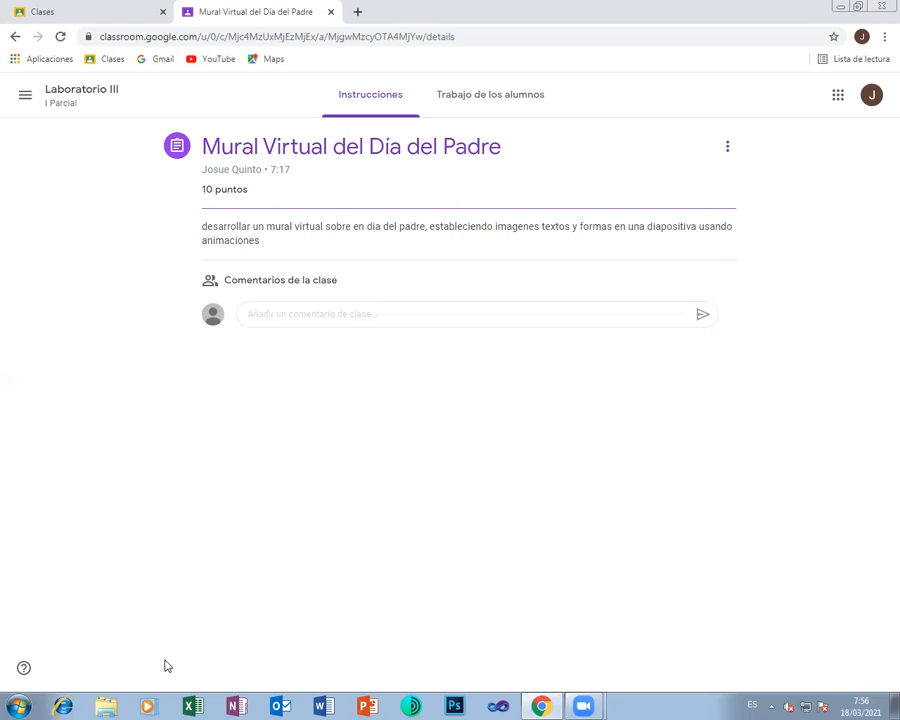 Clases
Mural Virtual del Día del Padre
classroom.google.com/u/0/c/Mjc4MzUxMjEzMjEx/a/MjgwMzcyOTA4MjYw/details
J
Aplicaciones
Clases
Gmail
YouTube
Maps
Lista de lectura
Laboratorio III
I Parcial
Instrucciones
Trabajo de los alumnos
J
Mural Virtual del Día del Padre
Josue Quinto • 7:17
10 puntos
desarrollar un mural virtual sobre en dia del padre, estableciendo imagenes textos y formas en una diapositiva usando
animaciones
Comentarios de la clase
Añadir un comentario de clase...
Ps
ES
7:56
18/03/2021